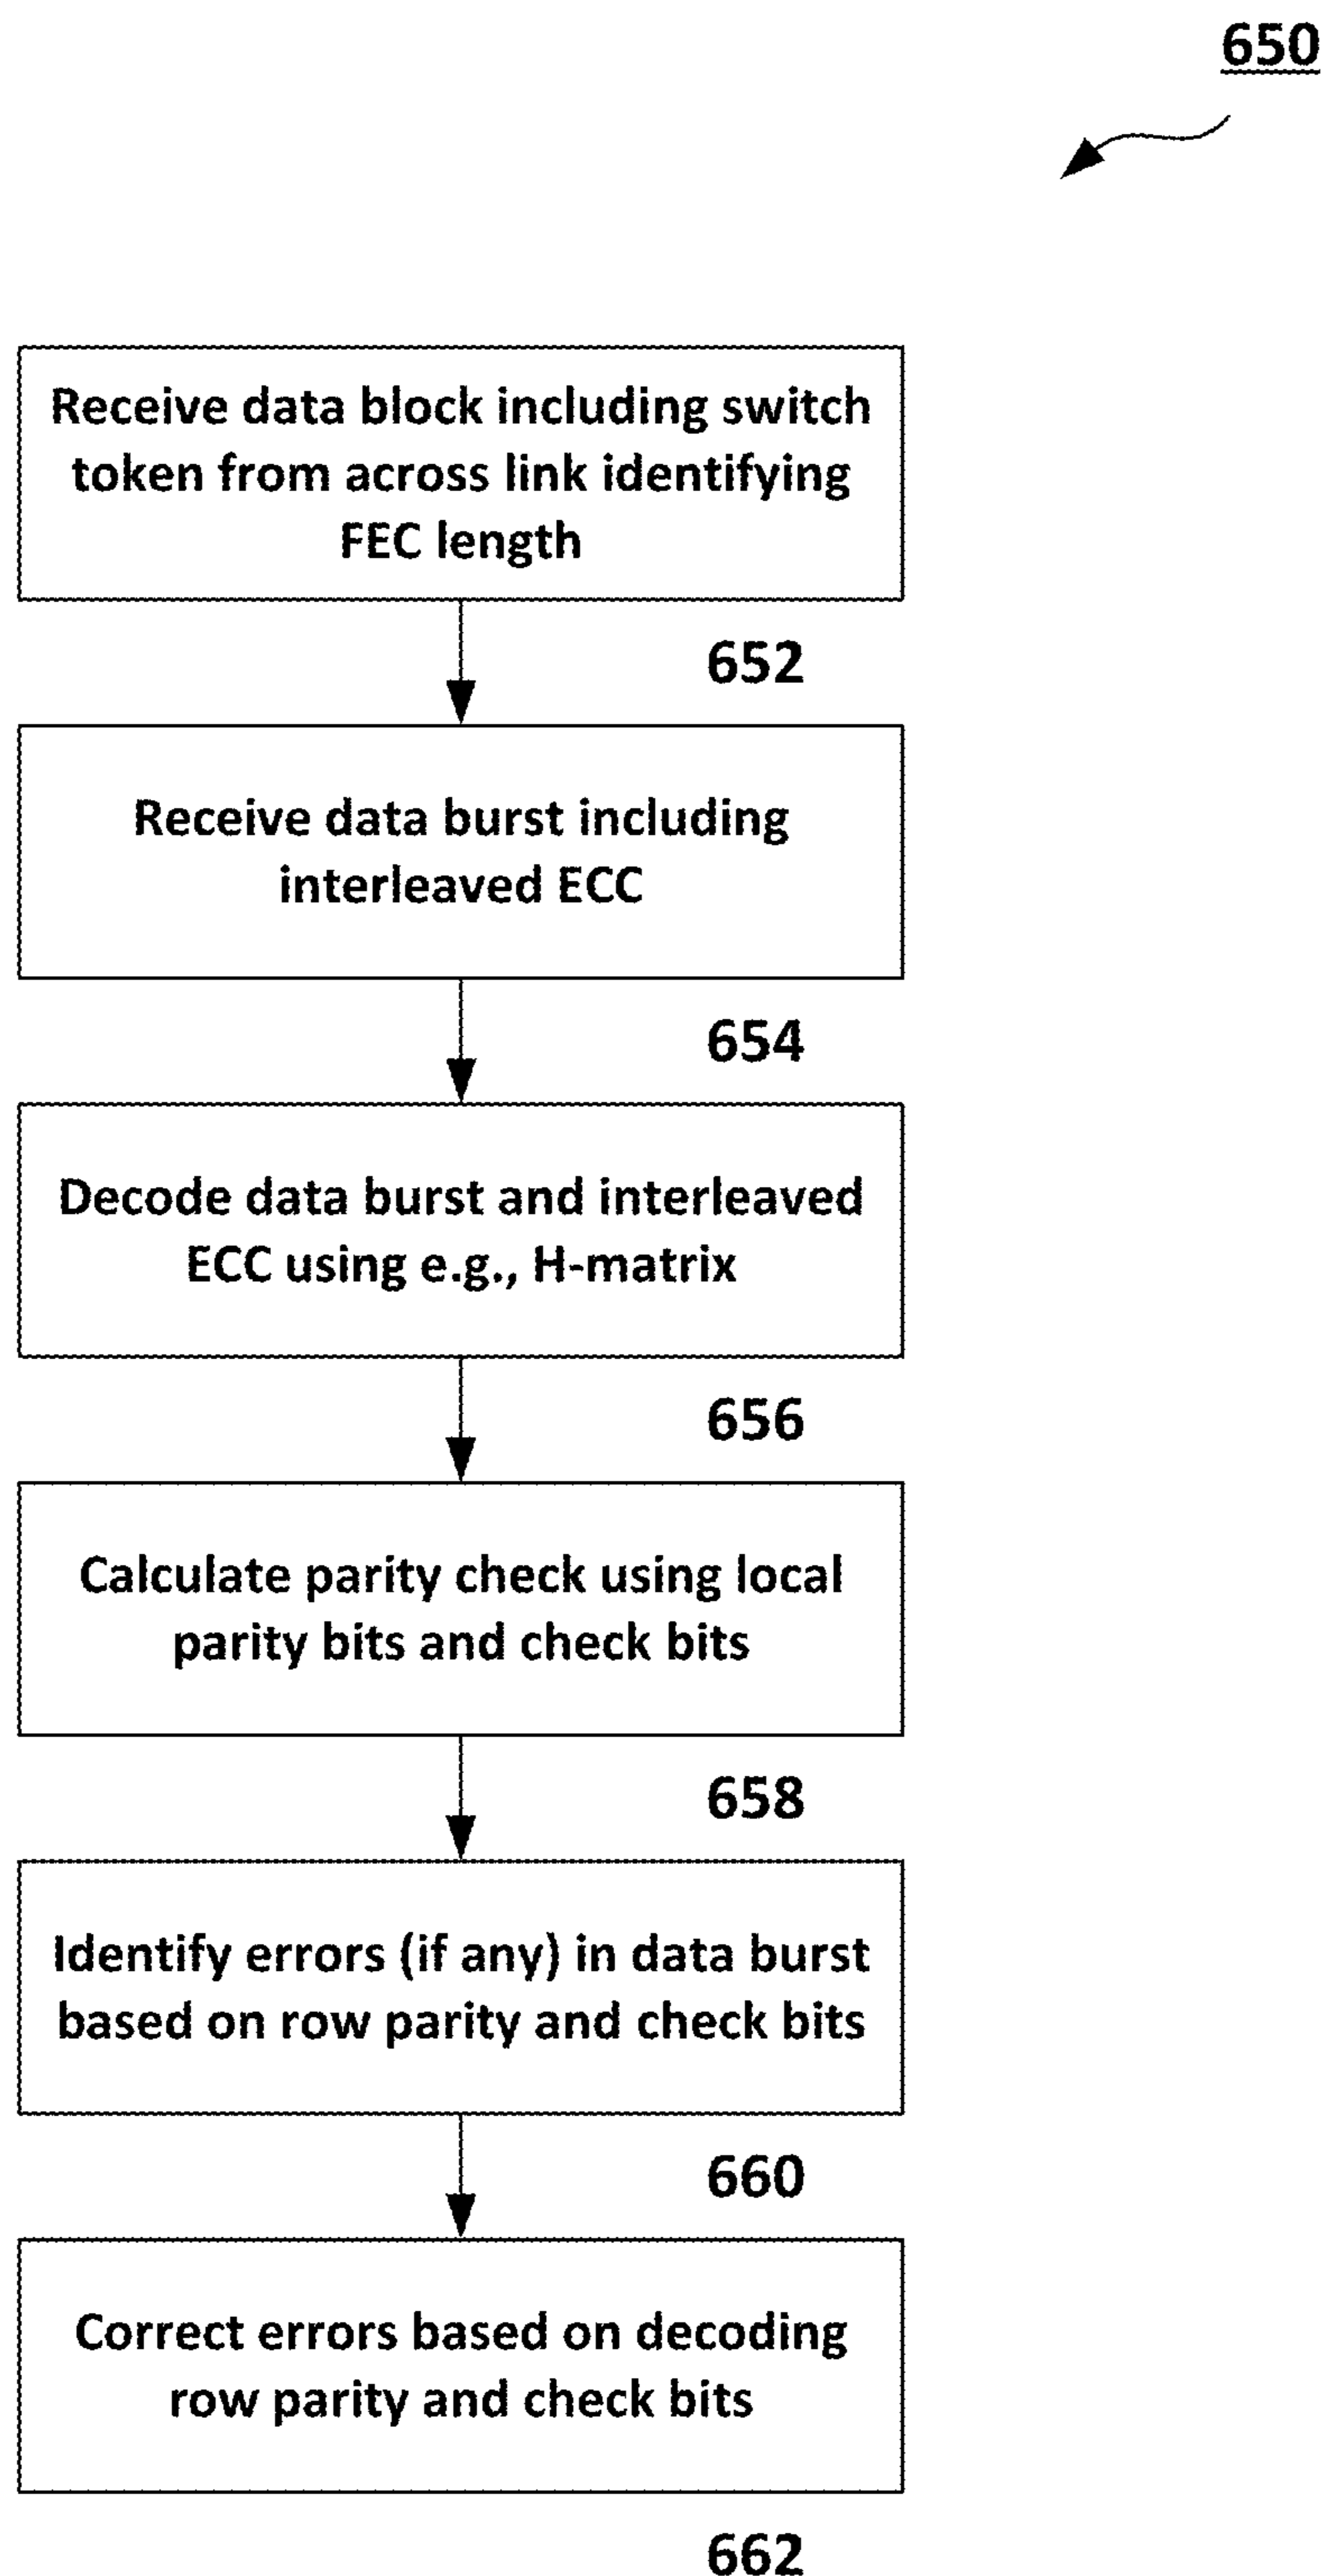 650
Receive data block including switch
token from across link identifying
FEC length
652
Receive data burst including
interleaved ECC
654
Decode data burst and interleaved
ECC using e.g., H-matrix
656
Calculate parity check using local
parity bits and check bits
658
Identify errors (if any) in data burst
based on row parity and check bits
660
Correct errors based on decoding
row parity and check bits
662